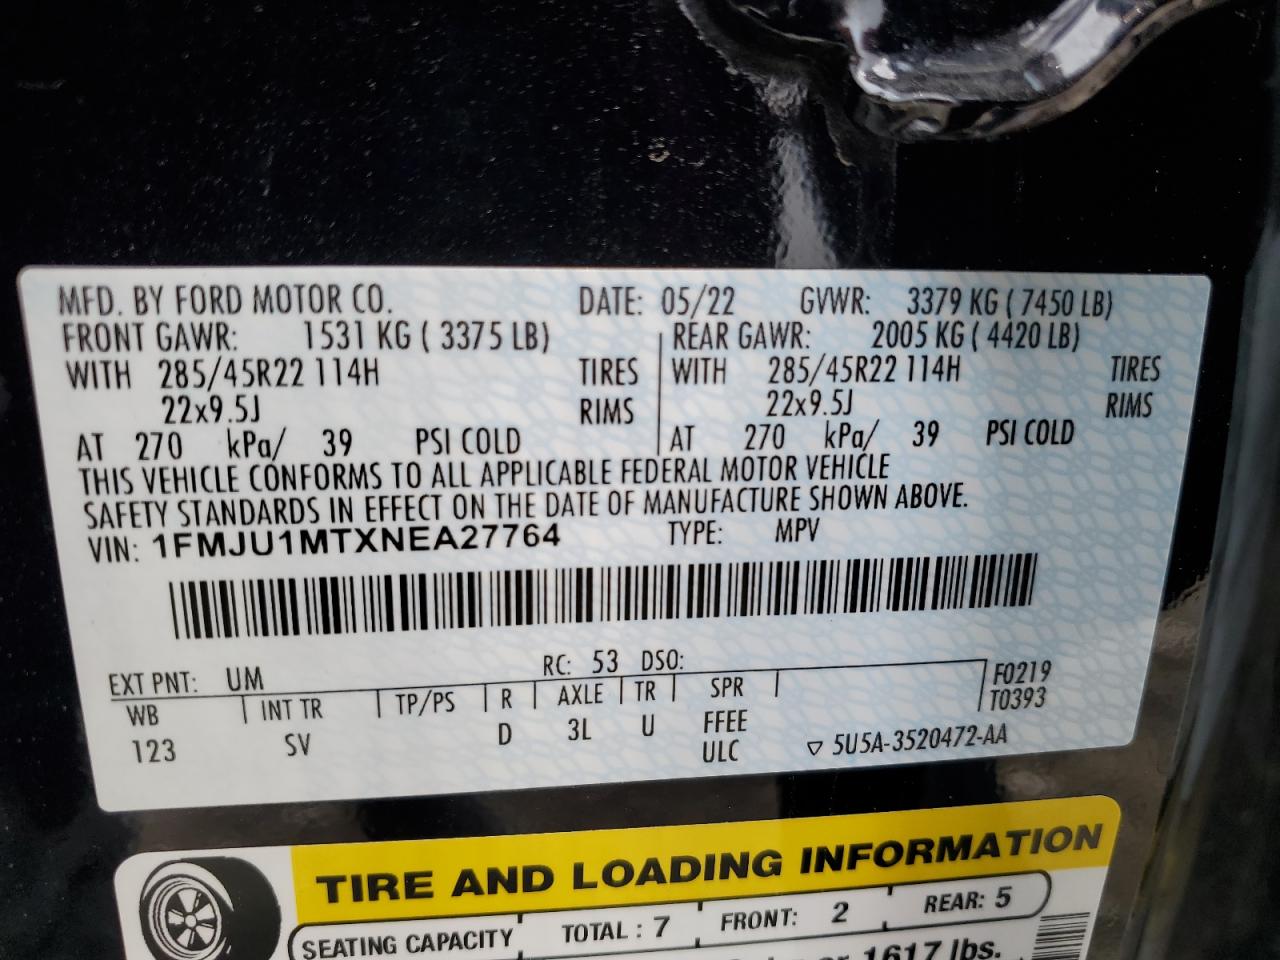 MFD. BY FORD MOTOR CO. DATE: 05/22 GVWR: 3379 KG ( 7450 LB)
FRONT GAWR: 1531 KG ( 3375 LB) REAR GAWR: 2005 KG ( 4420 LB)
WITH 285/45R22 114H TIRES WITH 285/45R22 114H TIRES
22x9.5J RIMS 22x9.5J RIMS
AT 270 kPa/ 39 PSI COLD AT 270 kPa/ 39 PSI COLD
THIS VEHICLE CONFORMS TO ALL APPLICABLE FEDERAL MOTOR VEHICLE
SAFETY STANDARDS IN EFFECT ON THE DATE OF MANUFACTURE SHOWN ABOVE.
VIN: 1FMJU1MTXNEA27764 TYPE: MPV
EXT PNT: UM RC: 53 DSO:
WB INT TR TP/PS R AXLE TR SPR F0219
T0393
123 SV D 3L U FFEE
ULC ▽ 5U5A-3520472-AA
TIRE AND LOADING INFORMATION
SEATING CAPACITY TOTAL : 7 FRONT: 2 REAR: 5
or 1617 lbs.